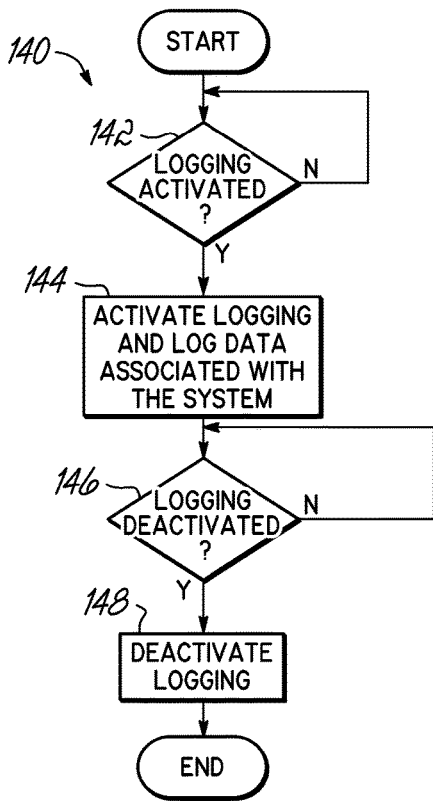 140
START
142
LOGGING
ACTIVATED
?
N
Y
144
ACTIVATE LOGGING
AND LOG DATA
ASSOCIATED WITH
THE SYSTEM
146
LOGGING
DEACTIVATED
?
N
Y
148
DEACTIVATE
LOGGING
END